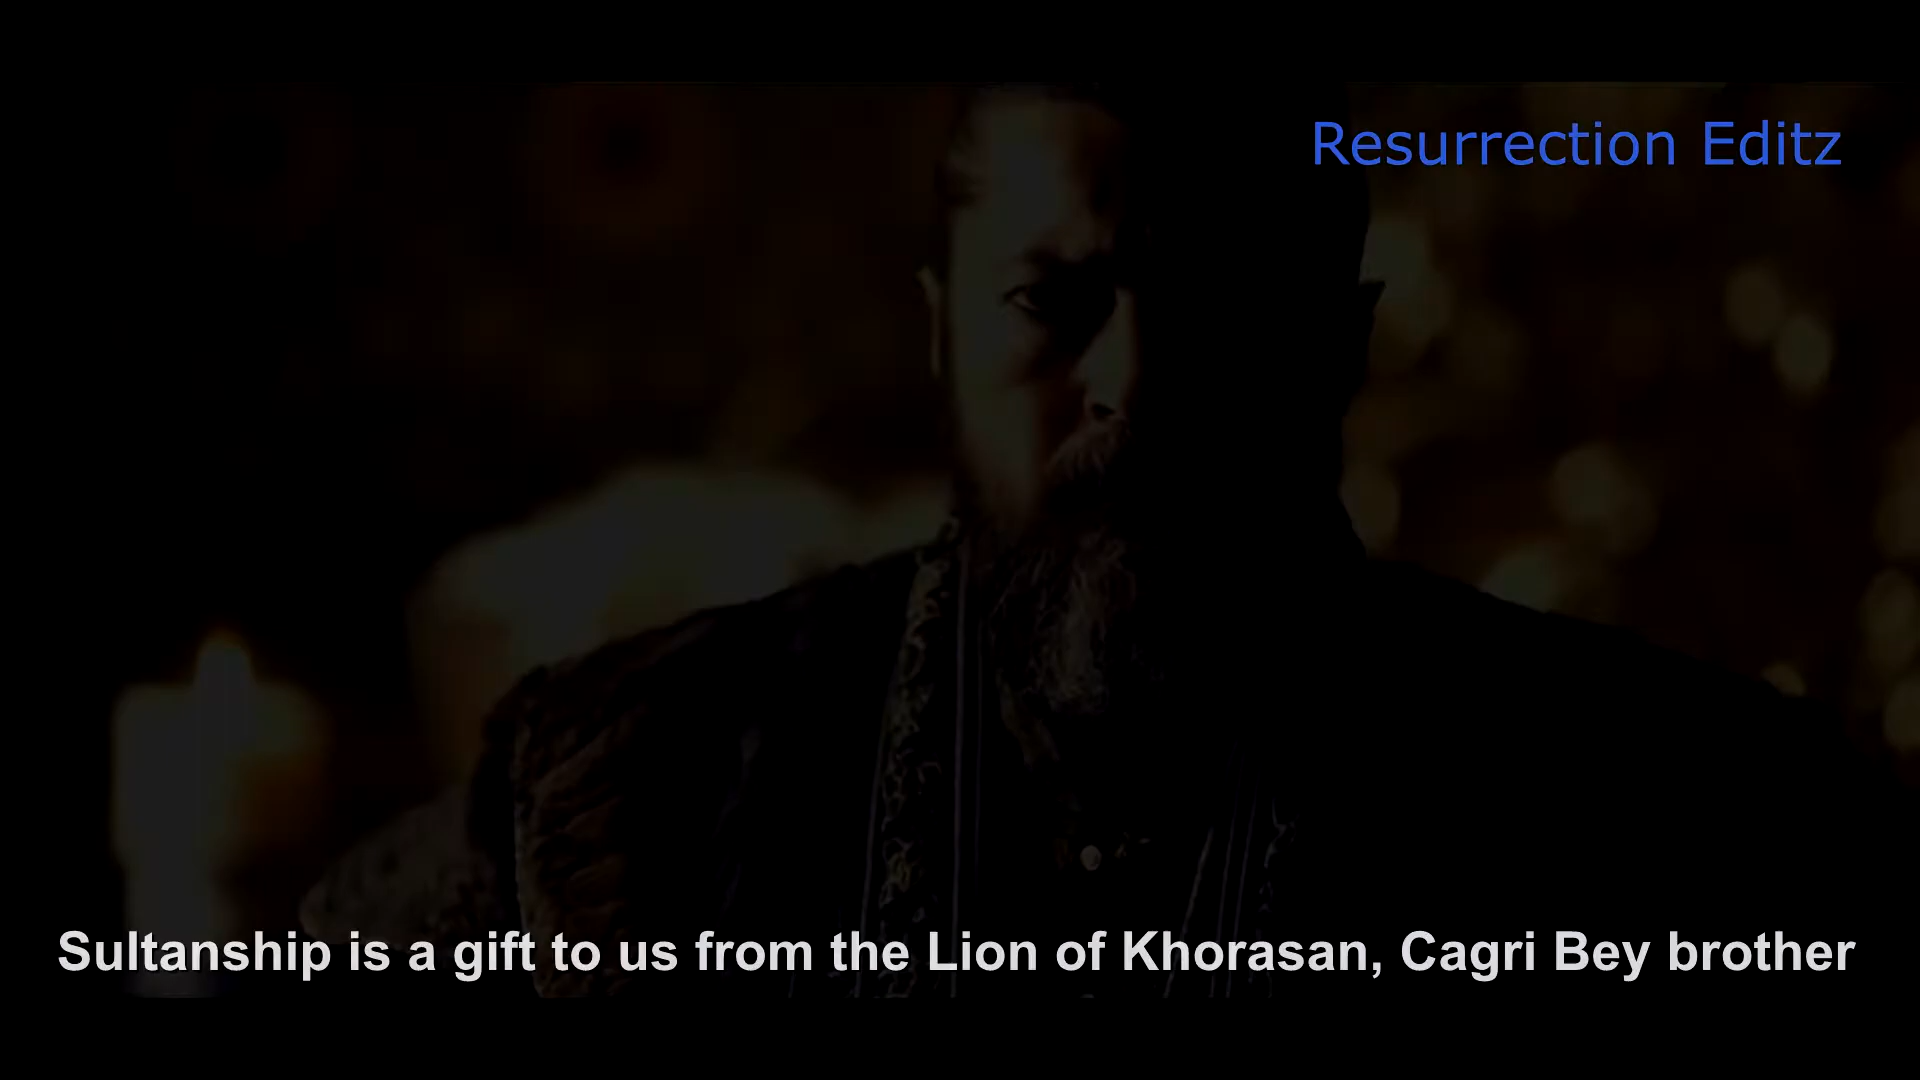 Resurrection Editz
Sultanship is a gift to us from the Lion of Khorasan, Cagri Bey brother